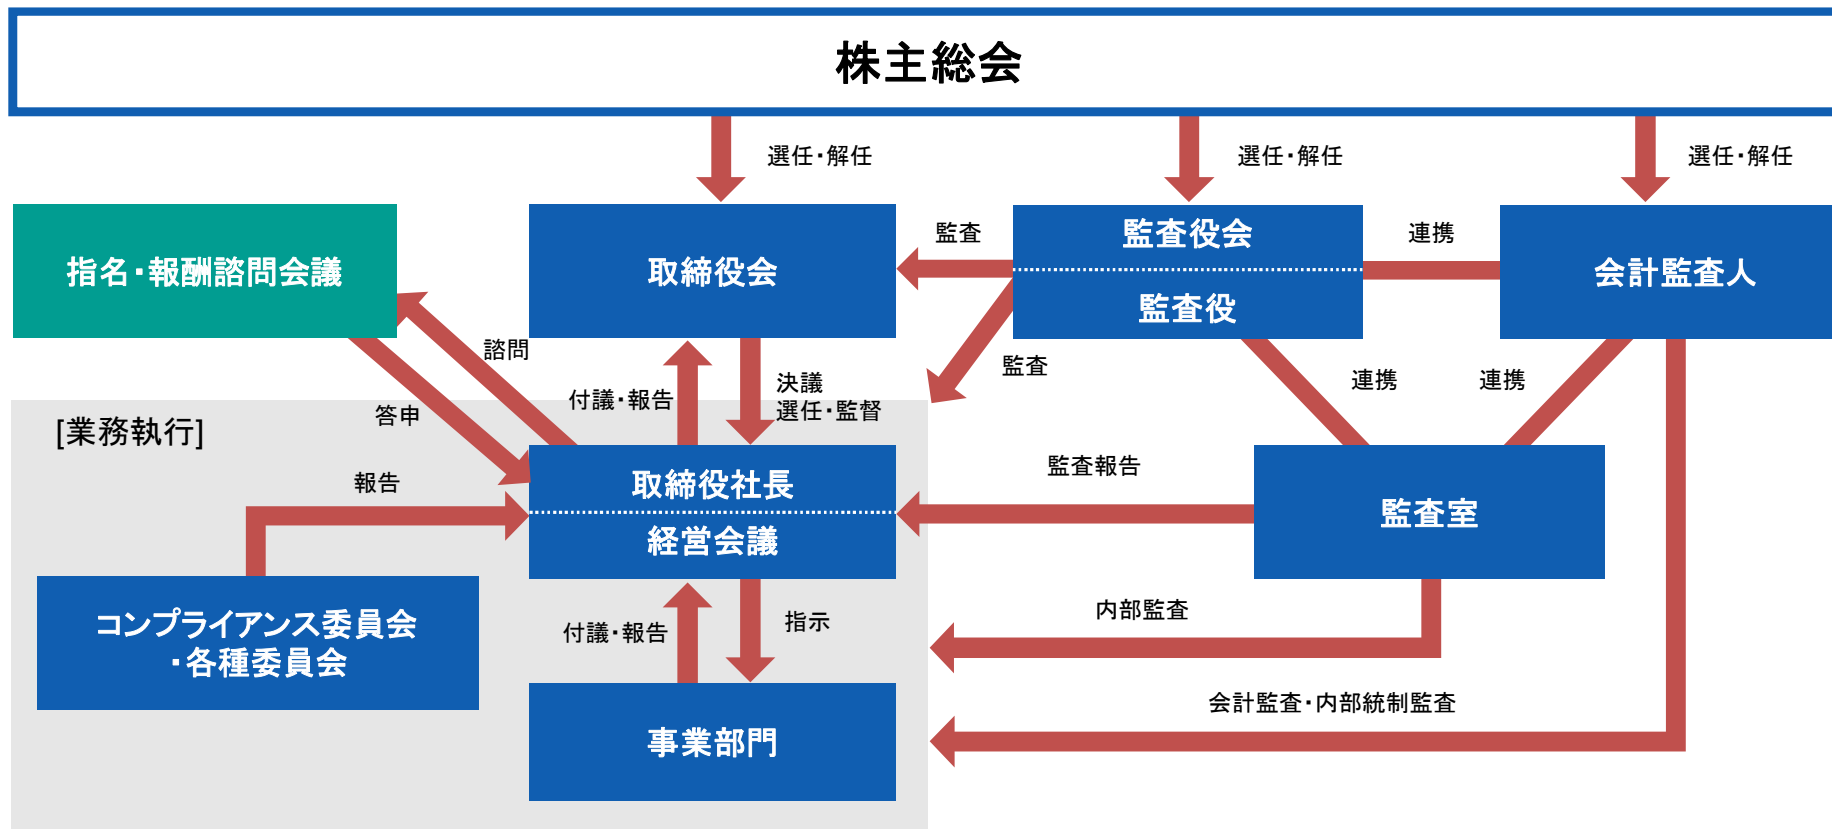 株主総会
選任・解任
選任・解任
選任・解任
指名・報酬諮問会議
取締役会
監査
監査役会
監査役
連携
会計監査人
諮問
答申
付議・報告
決議
選任・監督
監査
連携
連携
[業務執行]
報告
取締役社長
経営会議
監査報告
監査室
コンプライアンス委員会
・各種委員会
付議・報告
指示
内部監査
事業部門
会計監査・内部統制監査